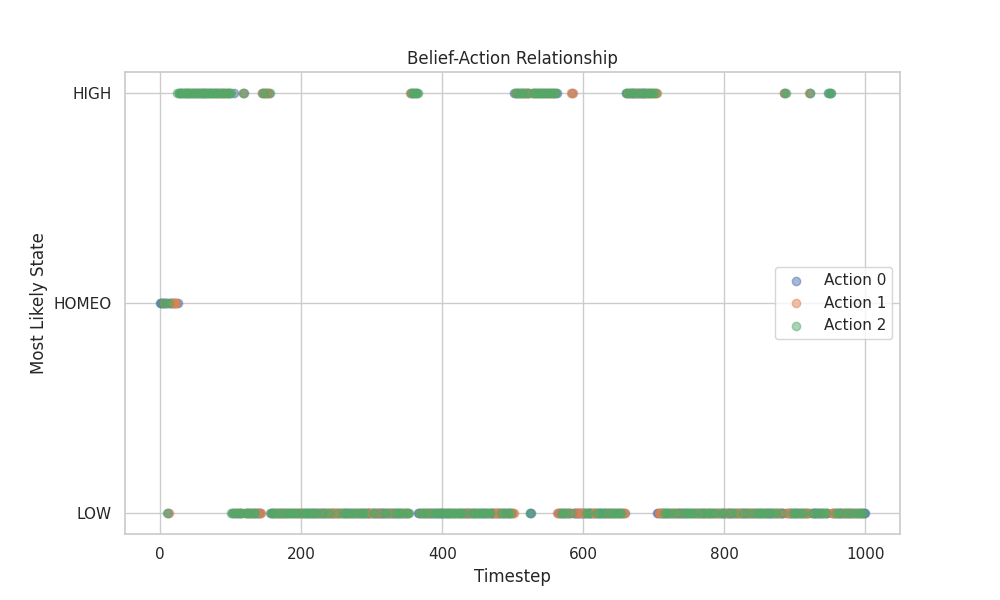 Belief-Action Relationship
HIGH
HOMEO
LOW
Most Likely State
Action 0
Action 1
Action 2
0
200
400
600
800
1000
Timestep